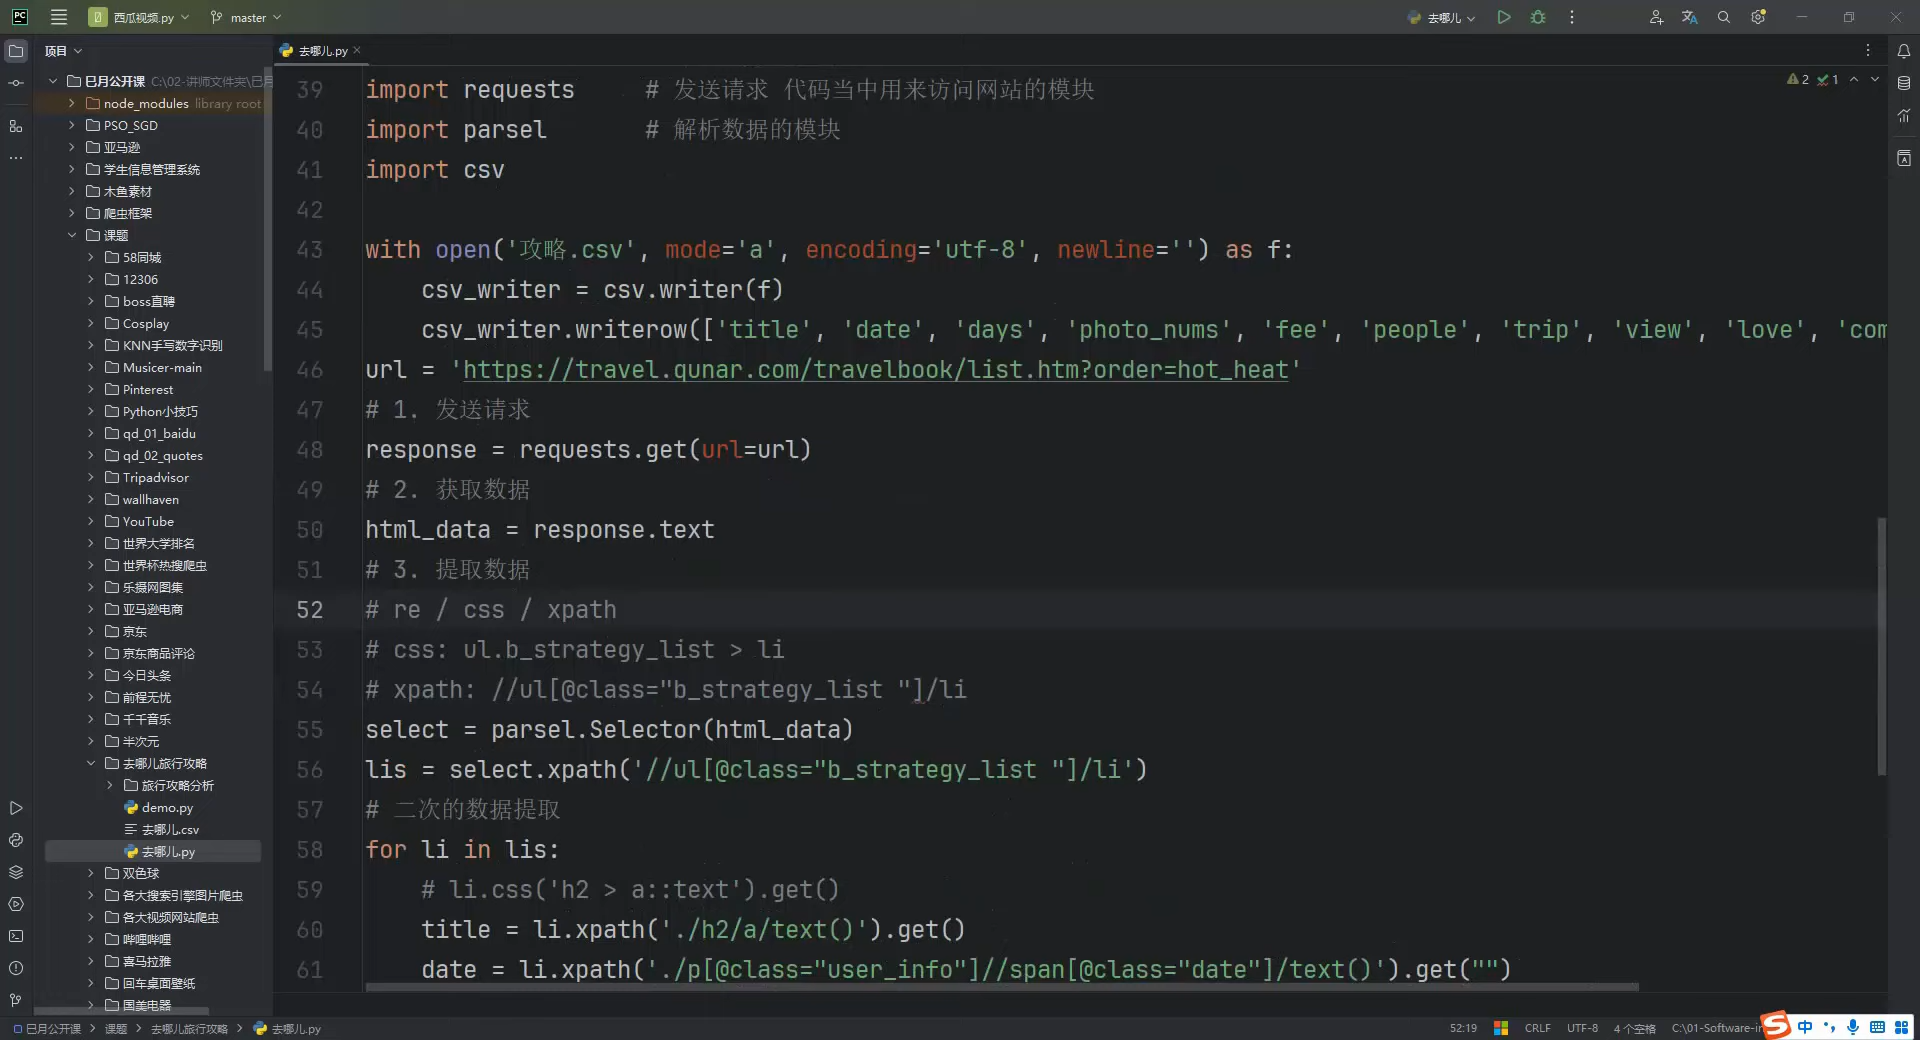 PC
西瓜视频.py
master
去哪儿
项目
去哪儿.py
巳月公开课 C:\02-讲师文件夹\巳月
node_modules library root
PSO_SGD
亚马逊
学生信息管理系统
木鱼素材
爬虫框架
课题
58同城
12306
boss直聘
Cosplay
KNN手写数字识别
Musicer-main
Pinterest
Python小技巧
qd_01_baidu
qd_02_quotes
Tripadvisor
wallhaven
YouTube
世界大学排名
世界杯热搜爬虫
乐摄网图集
亚马逊电商
京东
京东商品评论
今日头条
前程无忧
千千音乐
半次元
去哪儿旅行攻略
旅行攻略分析
demo.py
去哪儿.csv
去哪儿.py
双色球
各大搜索引擎图片爬虫
各大视频网站爬虫
哔哩哔哩
喜马拉雅
回车桌面壁纸
国美电器
2 1
39 import requests # 发送请求 代码当中用来访问网站的模块
40 import parsel # 解析数据的模块
41 import csv
42
43 with open('攻略.csv', mode='a', encoding='utf-8', newline='') as f:
44 csv_writer = csv.writer(f)
45 csv_writer.writerow(['title', 'date', 'days', 'photo_nums', 'fee', 'people', 'trip', 'view', 'love', 'com
46 url = 'https://travel.qunar.com/travelbook/list.htm?order=hot_heat'
47 # 1. 发送请求
48 response = requests.get(url=url)
49 # 2. 获取数据
50 html_data = response.text
51 # 3. 提取数据
52 # re / css / xpath
53 # css: ul.b_strategy_list > li
54 # xpath: //ul[@class="b_strategy_list "]/li
55 select = parsel.Selector(html_data)
56 lis = select.xpath('//ul[@class="b_strategy_list "]/li')
57 # 二次的数据提取
58 for li in lis:
59 # li.css('h2 > a::text').get()
60 title = li.xpath('./h2/a/text()').get()
61 date = li.xpath('./p[@class="user_info"]//span[@class="date"]/text()').get("")
巳月公开课 > 课题 > 去哪儿旅行攻略 > 去哪儿.py
52:19 CRLF UTF-8 4 个空格 C:\01-Software-in
S 中